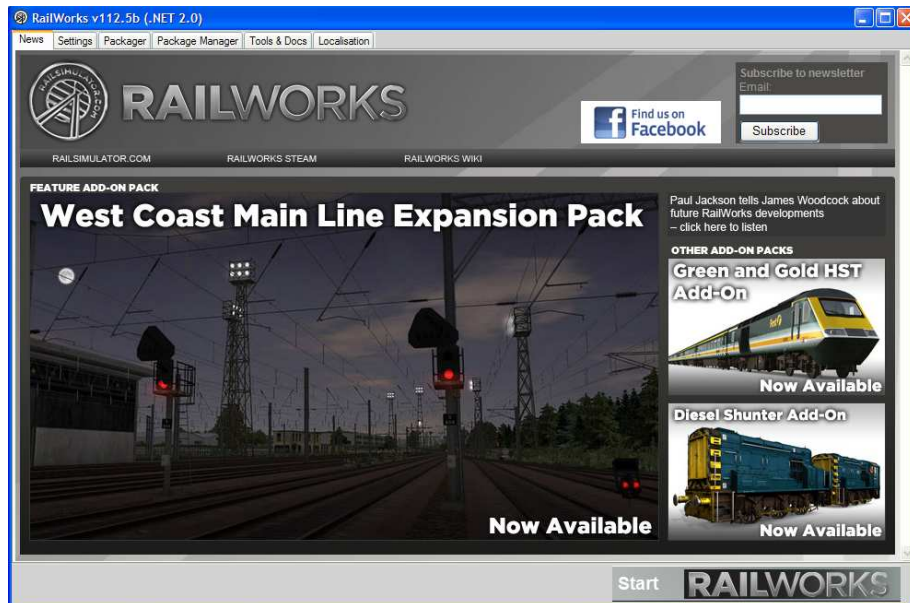 RailWorks v112.5b (.NET 2.0)
News Settings Packager Package Manager Tools & Docs Localisation
RAILSIMULATOR.COM
RAILWORKS
Find us on
Facebook
Subscribe to newsletter
Email:
Subscribe
RAILSIMULATOR.COM RAILWORKS STEAM RAILWORKS WIKI
FEATURE ADD-ON PACK
West Coast Main Line Expansion Pack
Now Available
Paul Jackson tells James Woodcock about
future RailWorks developments
– click here to listen
OTHER ADD-ON PACKS
Green and Gold HST
Add-On
First
Now Available
Diesel Shunter Add-On
Now Available
Start RAILWORKS